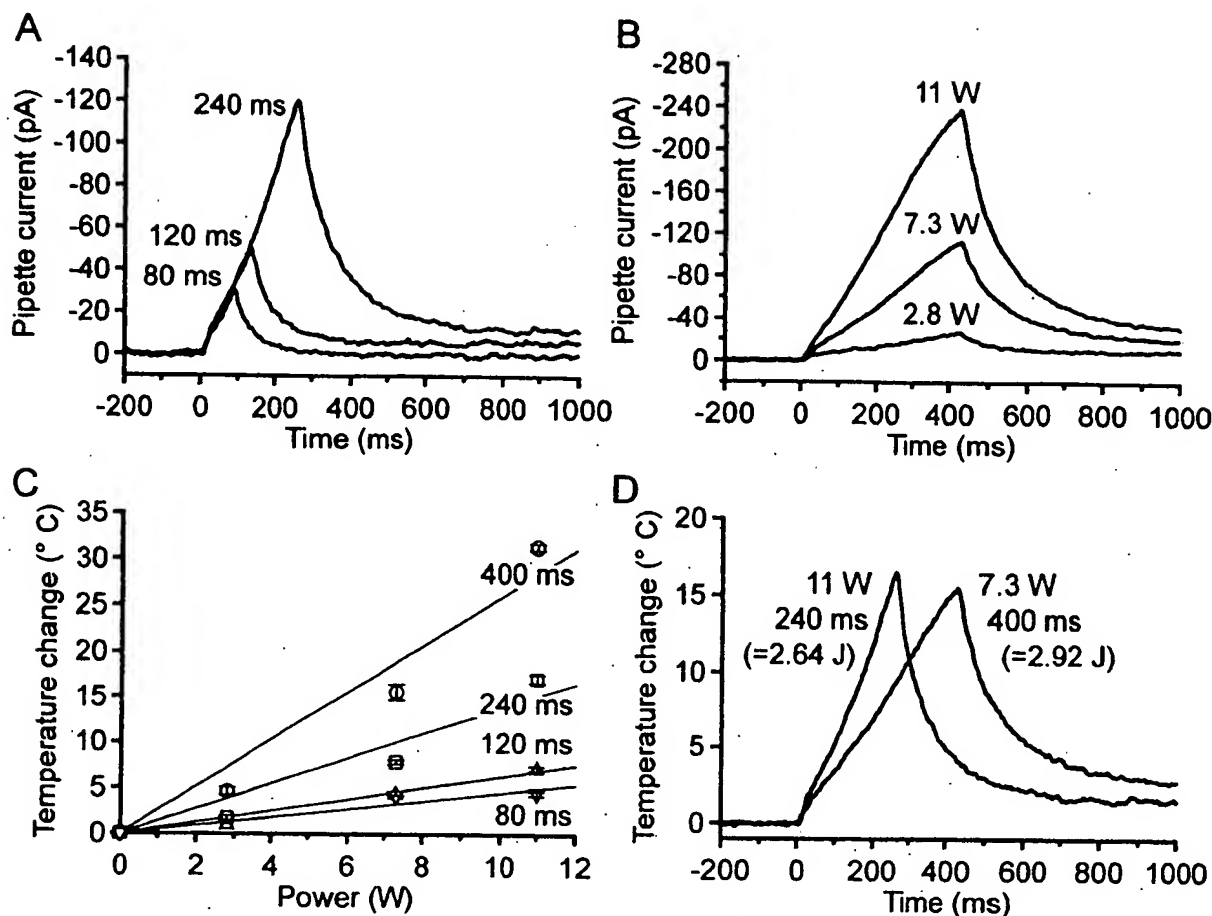 A
Pipette current (pA)
-140
-120
-100
-80
-60
-40
-20
0
240 ms
120 ms
80 ms
-200 0 200 400 600 800 1000
Time (ms)
B
Pipette current (pA)
-280
-240
-200
-160
-120
-80
-40
0
11 W
7.3 W
2.8 W
-200 0 200 400 600 800 1000
Time (ms)
C
Temperature change (° C)
35
30
25
20
15
10
5
0
400 ms
240 ms
120 ms
80 ms
0 2 4 6 8 10 12
Power (W)
D
Temperature change (° C)
20
15
10
5
0
11 W
240 ms
(=2.64 J)
7.3 W
400 ms
(=2.92 J)
-200 0 200 400 600 800 1000
Time (ms)